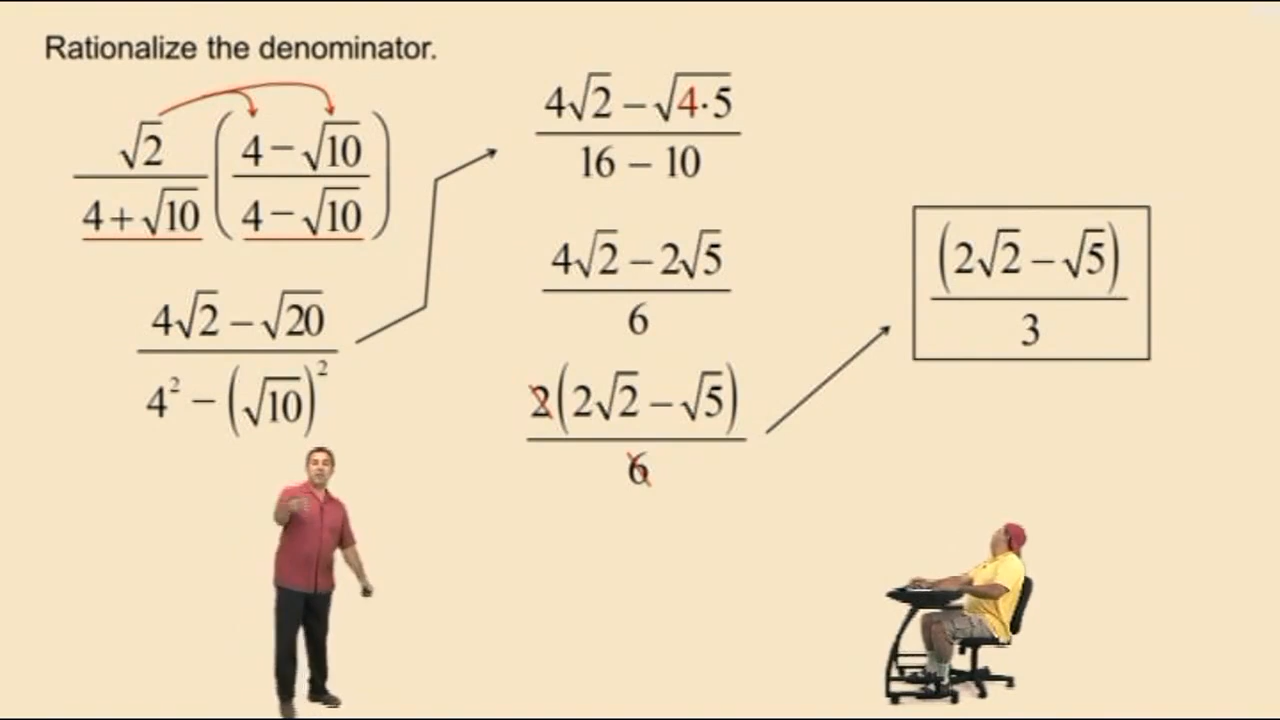 Rationalize the denominator.
√2 / (4 + √10) ( (4 − √10) / (4 − √10) )
(4√2 − √20) / (4² − (√10)²)
(4√2 − √(4·5)) / (16 − 10)
(4√2 − 2√5) / 6
2(2√2 − √5) / 6
(2√2 − √5) / 3